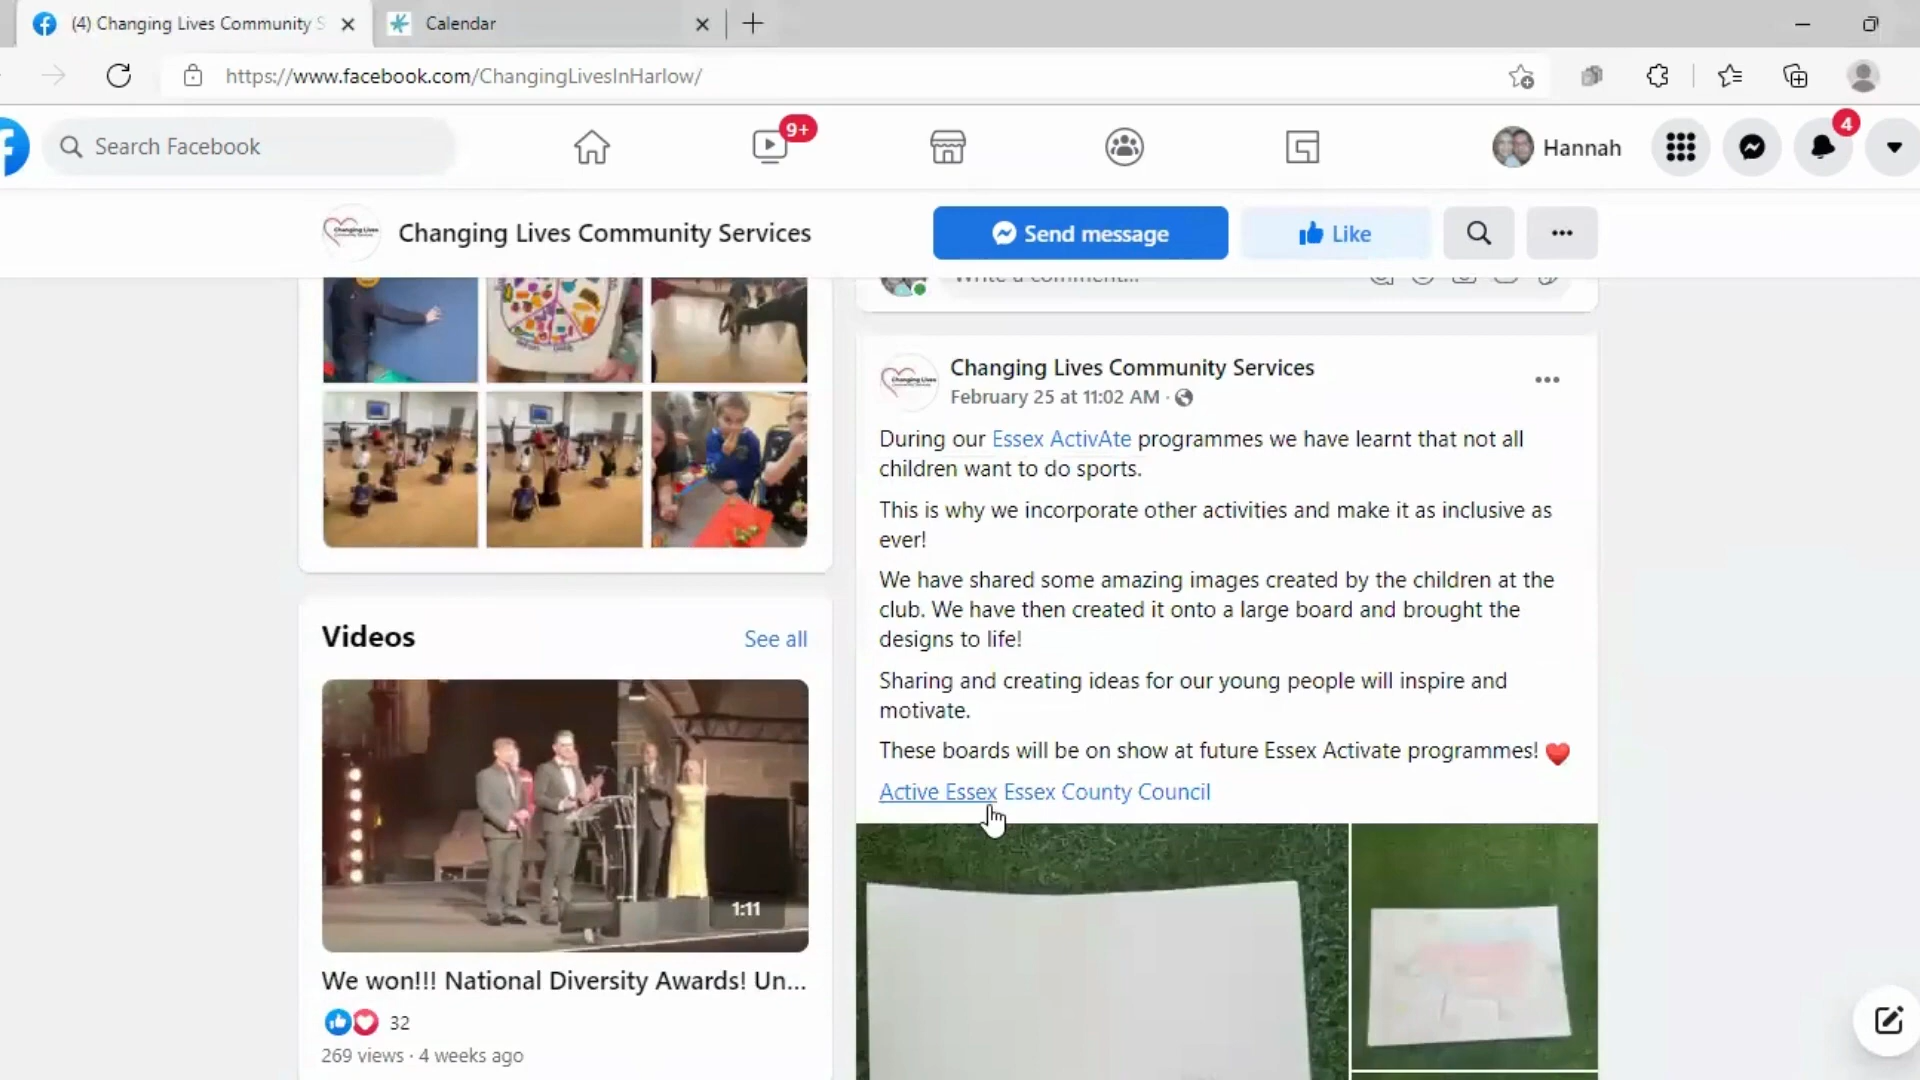 (4) Changing Lives Community S
Calendar
https://www.facebook.com/ChangingLivesInHarlow/
Search Facebook
9+
Hannah
4
Changing Lives Community Services
Send message
Like
Write a comment...
Changing Lives Community Services
February 25 at 11:02 AM ·
During our Essex ActivAte programmes we have learnt that not all
children want to do sports.
This is why we incorporate other activities and make it as inclusive as
ever!
We have shared some amazing images created by the children at the
club. We have then created it onto a large board and brought the
designs to life!
Sharing and creating ideas for our young people will inspire and
motivate.
These boards will be on show at future Essex Activate programmes! ❤️
Active Essex Essex County Council
Videos
See all
1:11
We won!!! National Diversity Awards! Un...
32
269 views · 4 weeks ago